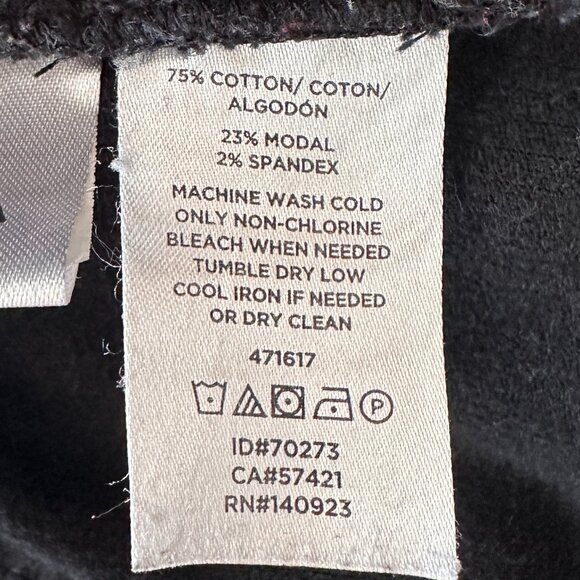 75% COTTON/ COTON/
ALGODÓN
23% MODAL
2% SPANDEX
MACHINE WASH COLD
ONLY NON-CHLORINE
BLEACH WHEN NEEDED
TUMBLE DRY LOW
COOL IRON IF NEEDED
OR DRY CLEAN
471617
P
ID#70273
CA#57421
RN#140923